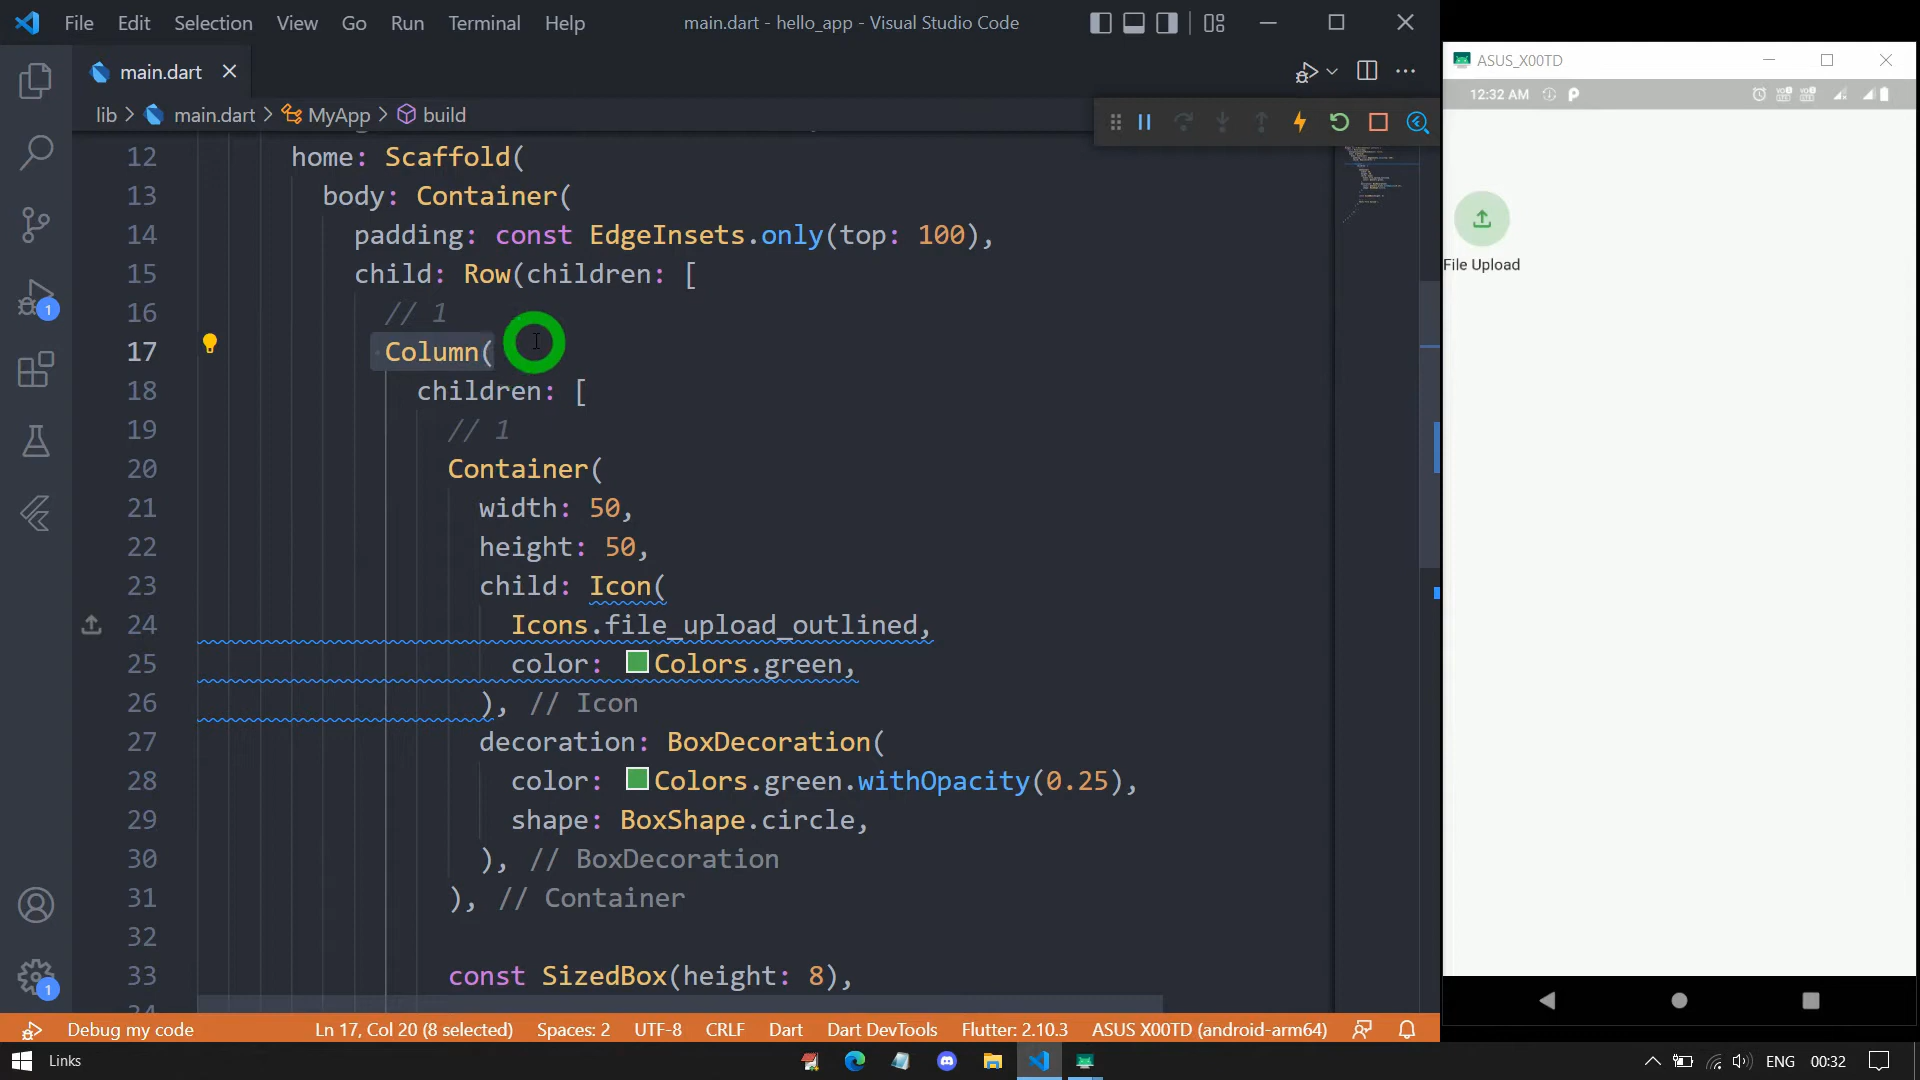 File Edit Selection View Go Run Terminal Help main.dart - hello_app - Visual Studio Code
main.dart
lib > main.dart > MyApp > build
12 home: Scaffold(
13 body: Container(
14 padding: const EdgeInsets.only(top: 100),
15 child: Row(children: [
16 // 1
17 Column(
18 children: [
19 // 1
20 Container(
21 width: 50,
22 height: 50,
23 child: Icon(
24 Icons.file_upload_outlined,
25 color: Colors.green,
26 ), // Icon
27 decoration: BoxDecoration(
28 color: Colors.green.withOpacity(0.25),
29 shape: BoxShape.circle,
30 ), // BoxDecoration
31 ), // Container
32
33 const SizedBox(height: 8),
1
1
Debug my code Ln 17, Col 20 (8 selected) Spaces: 2 UTF-8 CRLF Dart Dart DevTools Flutter: 2.10.3 ASUS X00TD (android-arm64)
ASUS_X00TD
12:32 AM
File Upload
Links ENG 00:32